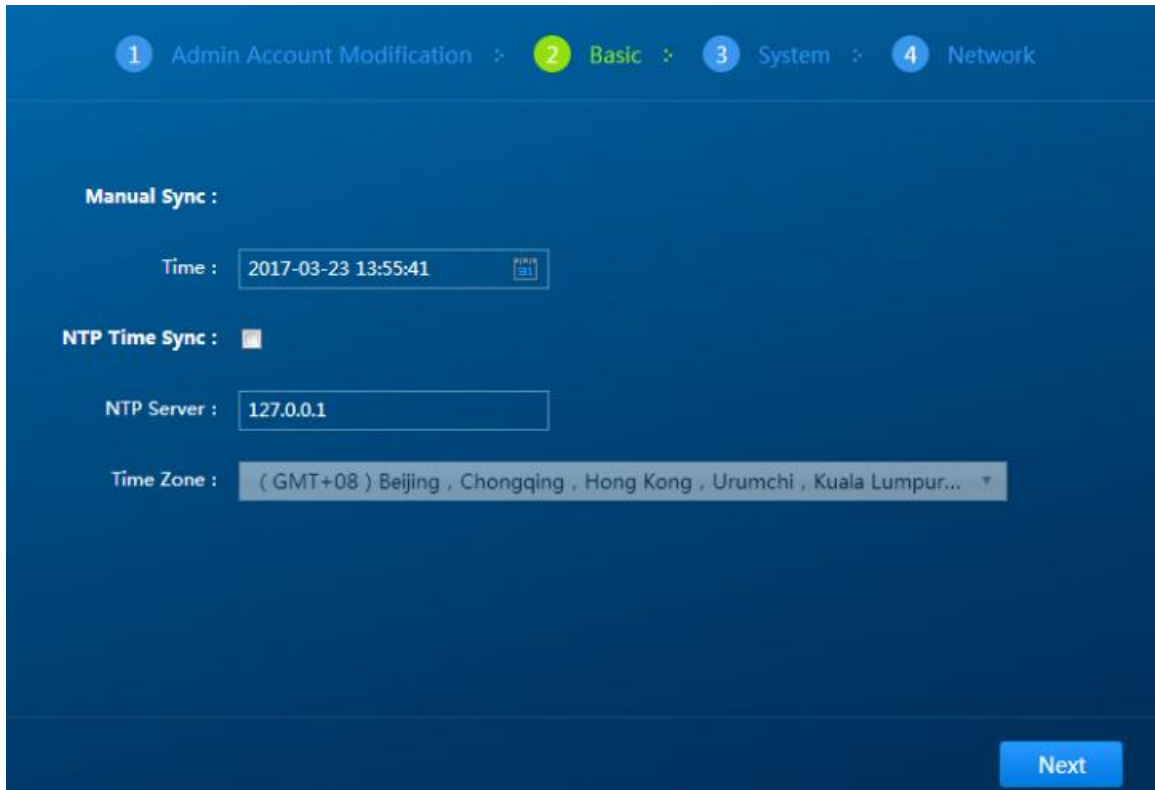 1 Admin Account Modification 2 Basic 3 System 4 Network
Manual Sync :
Time : 2017-03-23 13:55:41 31
NTP Time Sync :
NTP Server : 127.0.0.1
Time Zone : ( GMT+08 ) Beijing , Chongqing , Hong Kong , Urumchi , Kuala Lumpur...
Next